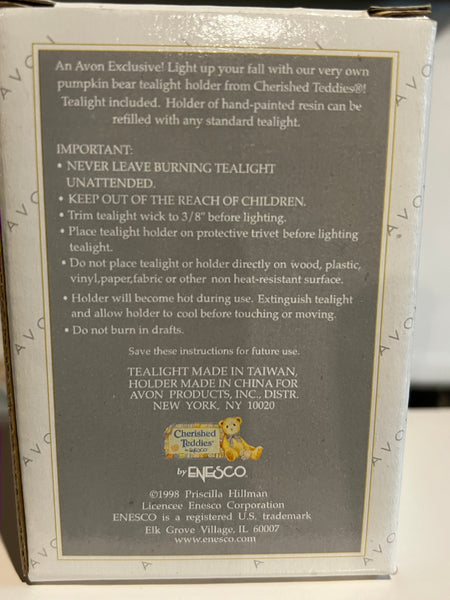 An Avon Exclusive! Light up your fall with our very own
pumpkin bear tealight holder from Cherished Teddies®!
Tealight included. Holder of hand-painted resin can be
refilled with any standard tealight.
IMPORTANT:
• NEVER LEAVE BURNING TEALIGHT
UNATTENDED.
• KEEP OUT OF THE REACH OF CHILDREN.
• Trim tealight wick to 3/8" before lighting.
• Place tealight holder on protective trivet before lighting
tealight.
• Do not place tealight or holder directly on wood, plastic,
vinyl,paper,fabric or other non heat-resistant surface.
• Holder will become hot during use. Extinguish tealight
and allow holder to cool before touching or moving.
• Do not burn in drafts.
Save these instructions for future use.
TEALIGHT MADE IN TAIWAN,
HOLDER MADE IN CHINA FOR
AVON PRODUCTS, INC., DISTR.
NEW YORK, NY 10020
Cherished
Teddies®
by ENESCO
by ENESCO
©1998 Priscilla Hillman
Licencee Enesco Corporation
ENESCO is a registered U.S. trademark
Elk Grove Village, IL 60007
www.enesco.com
AVON
AVON
AVON
AVON